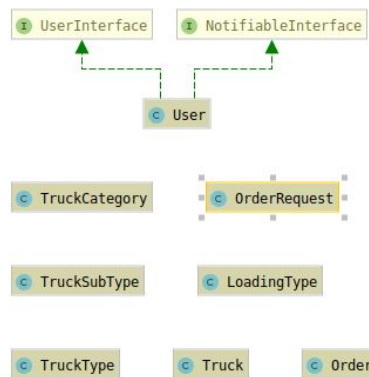 I UserInterface
I NotifiableInterface
C User
C TruckCategory
C OrderRequest
C TruckSubType
C LoadingType
C TruckType
C Truck
C Order